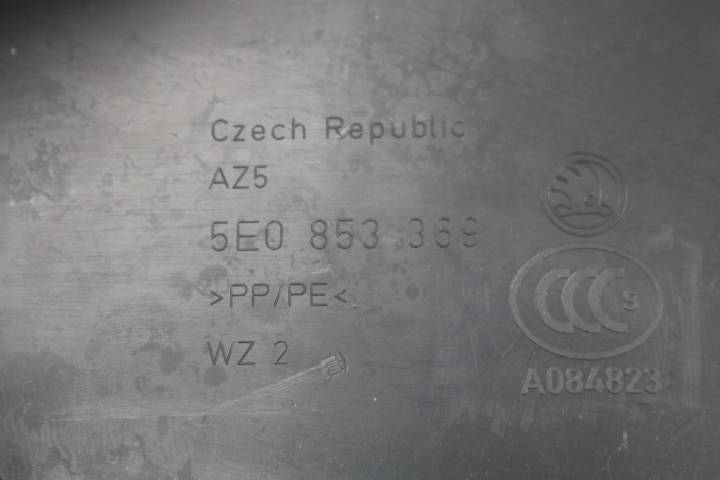 Czech Republic
AZ5
5E0 853 369
>PP/PE<
WZ 2
CCC S
A084823